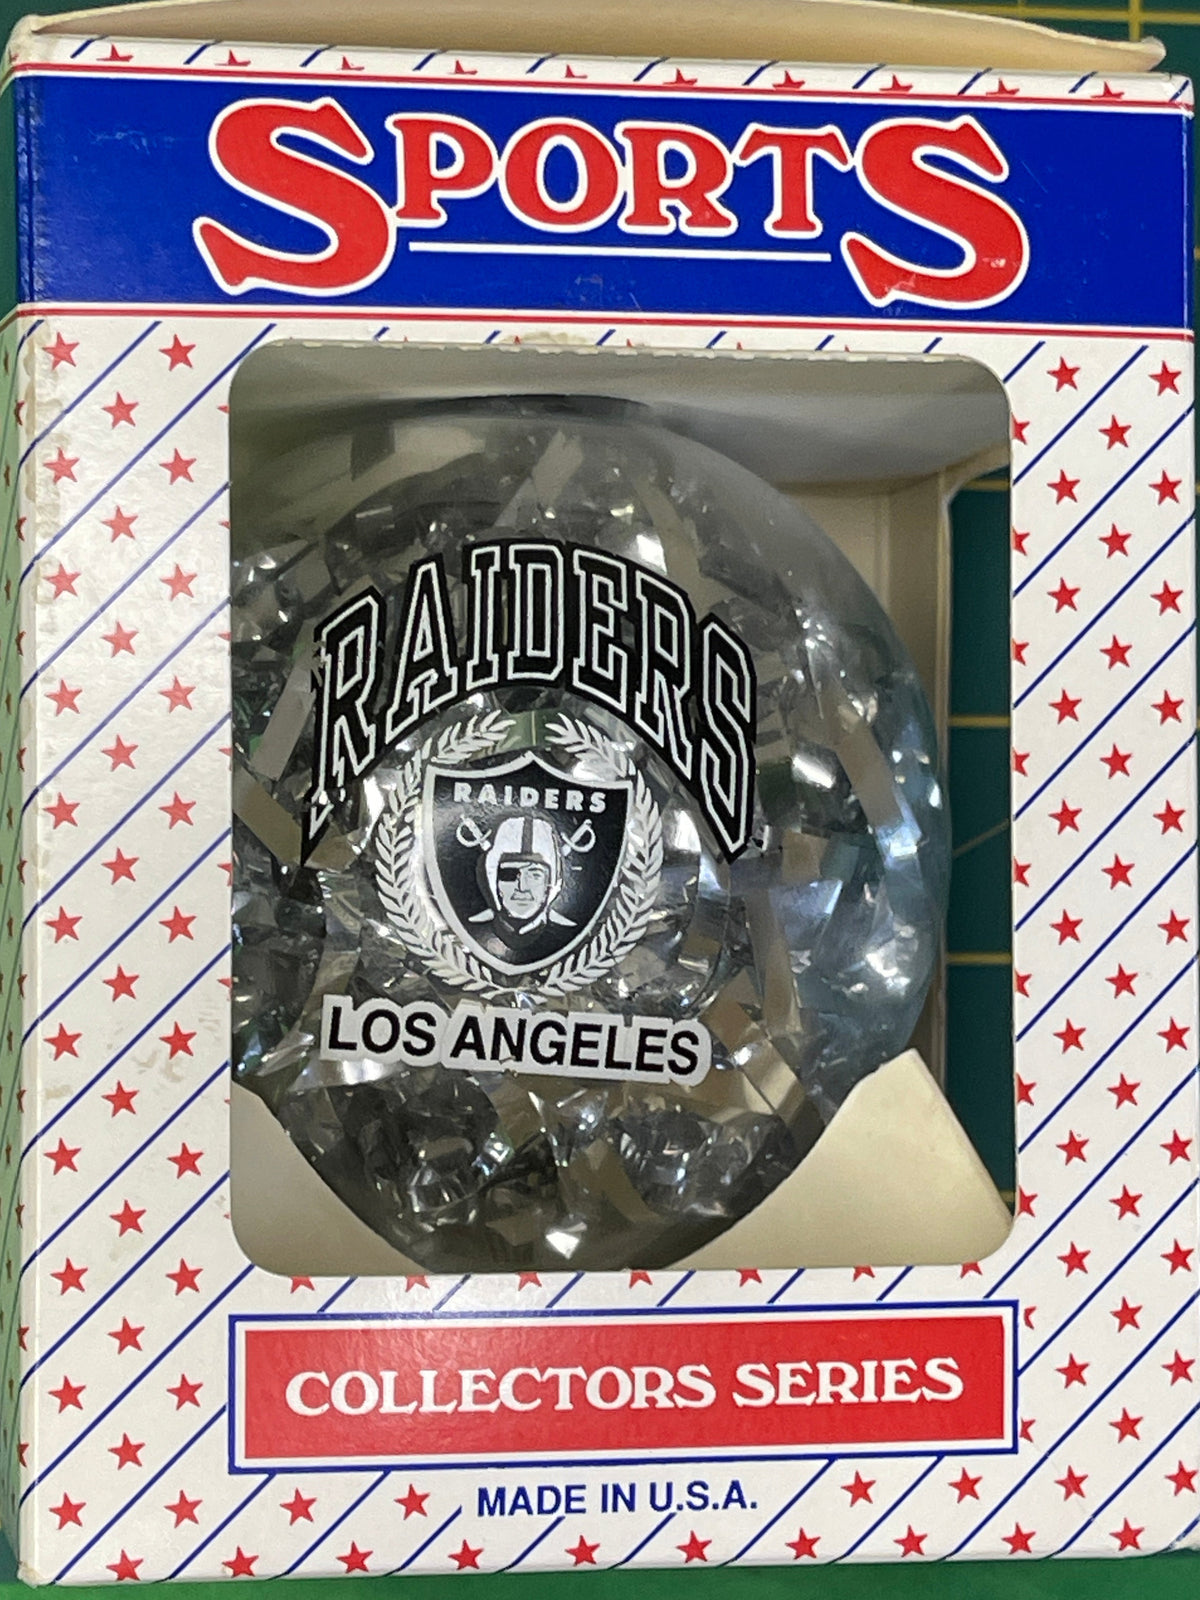 SPORTS
RAIDERS
RAIDERS
LOS ANGELES
COLLECTORS SERIES
MADE IN U.S.A.